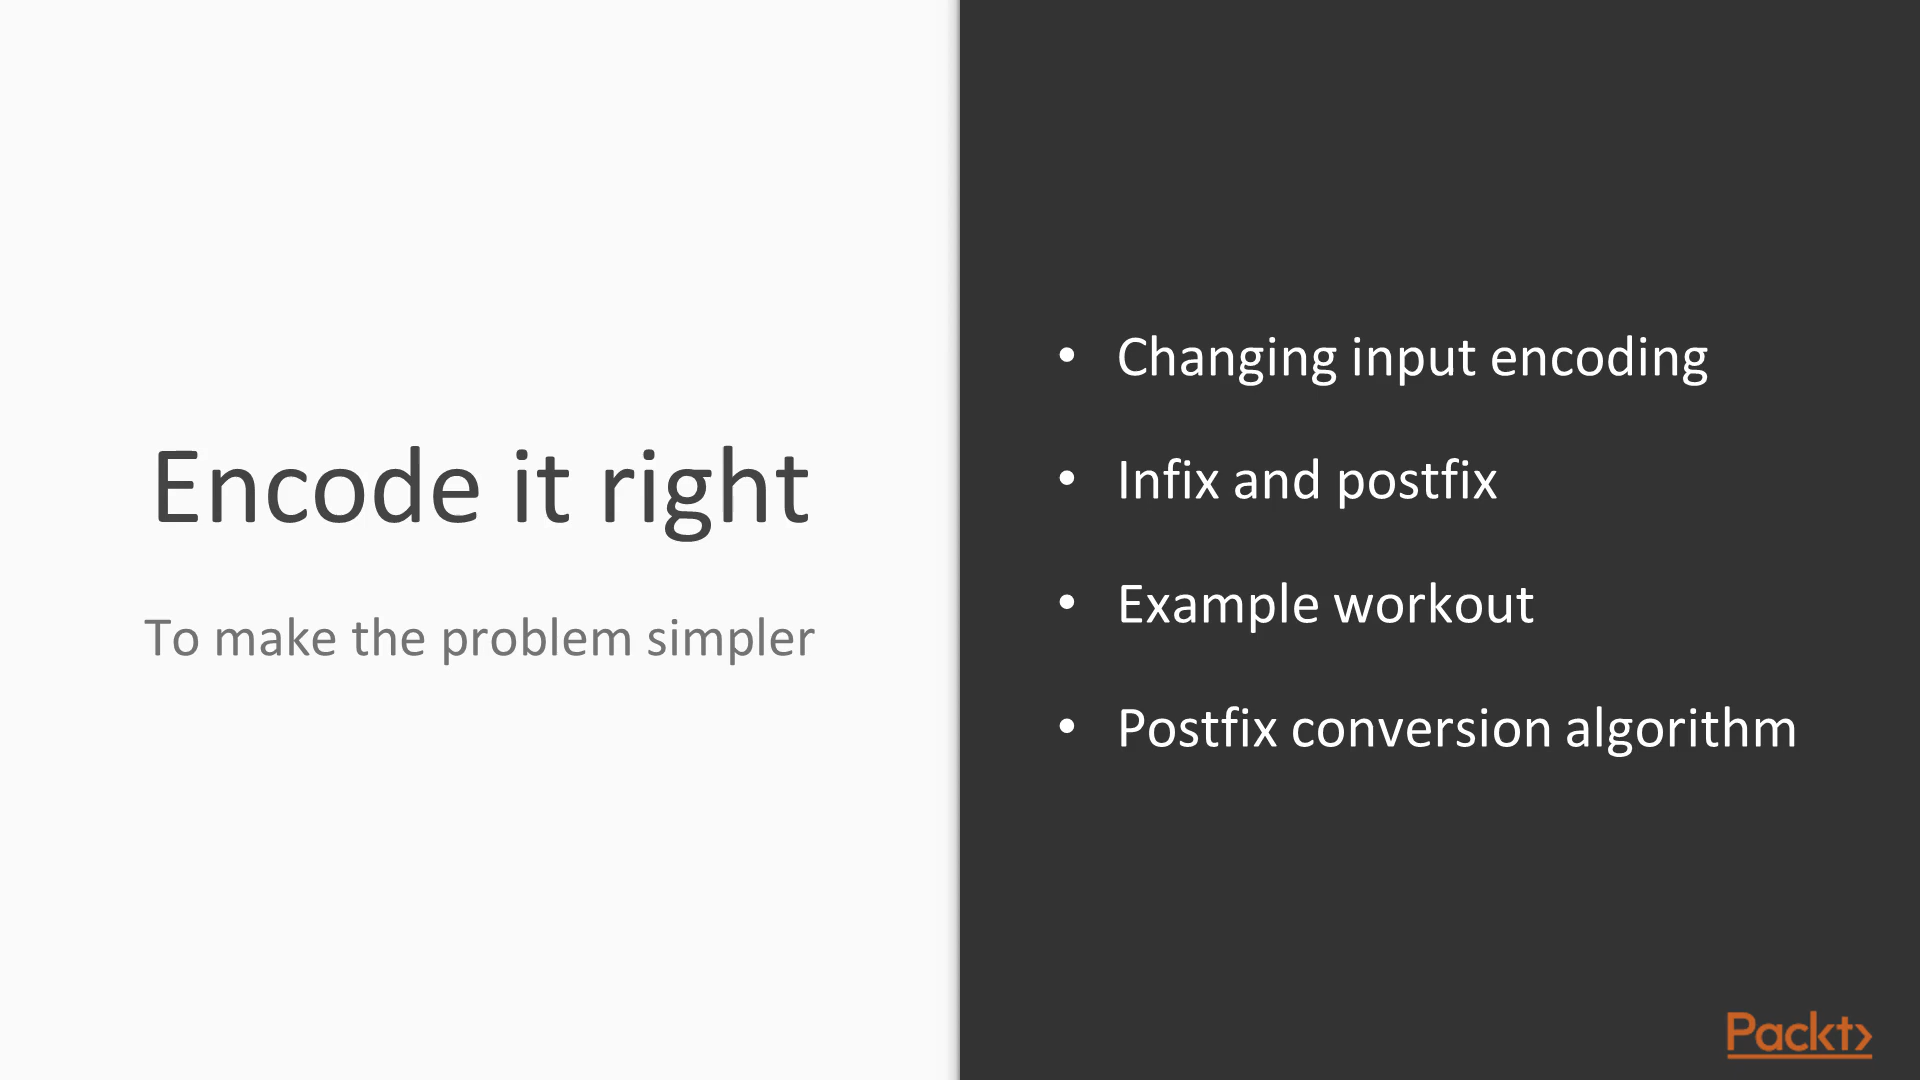 Encode it right
To make the problem simpler
• Changing input encoding
• Infix and postfix
• Example workout
• Postfix conversion algorithm
Packt>